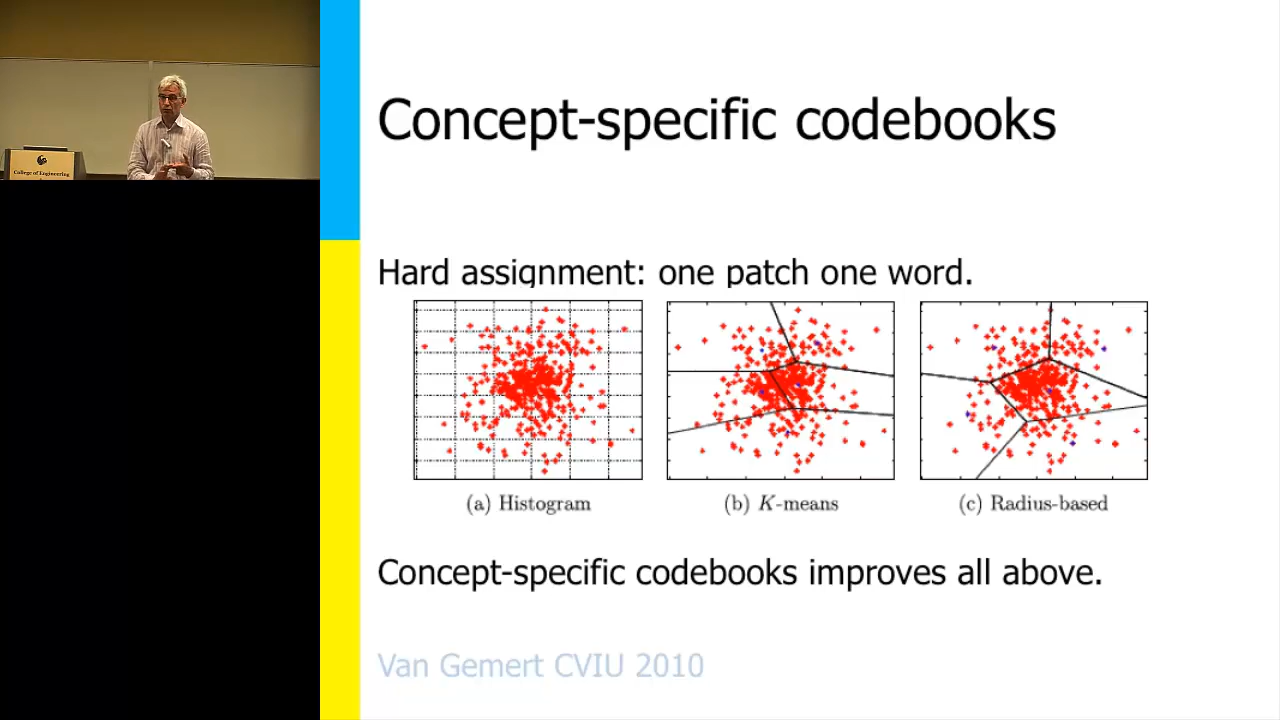 College of Engineering
Concept-specific codebooks
Hard assignment: one patch one word.
(a) Histogram
(b) K-means
(c) Radius-based
Concept-specific codebooks improves all above.
Van Gemert CVIU 2010